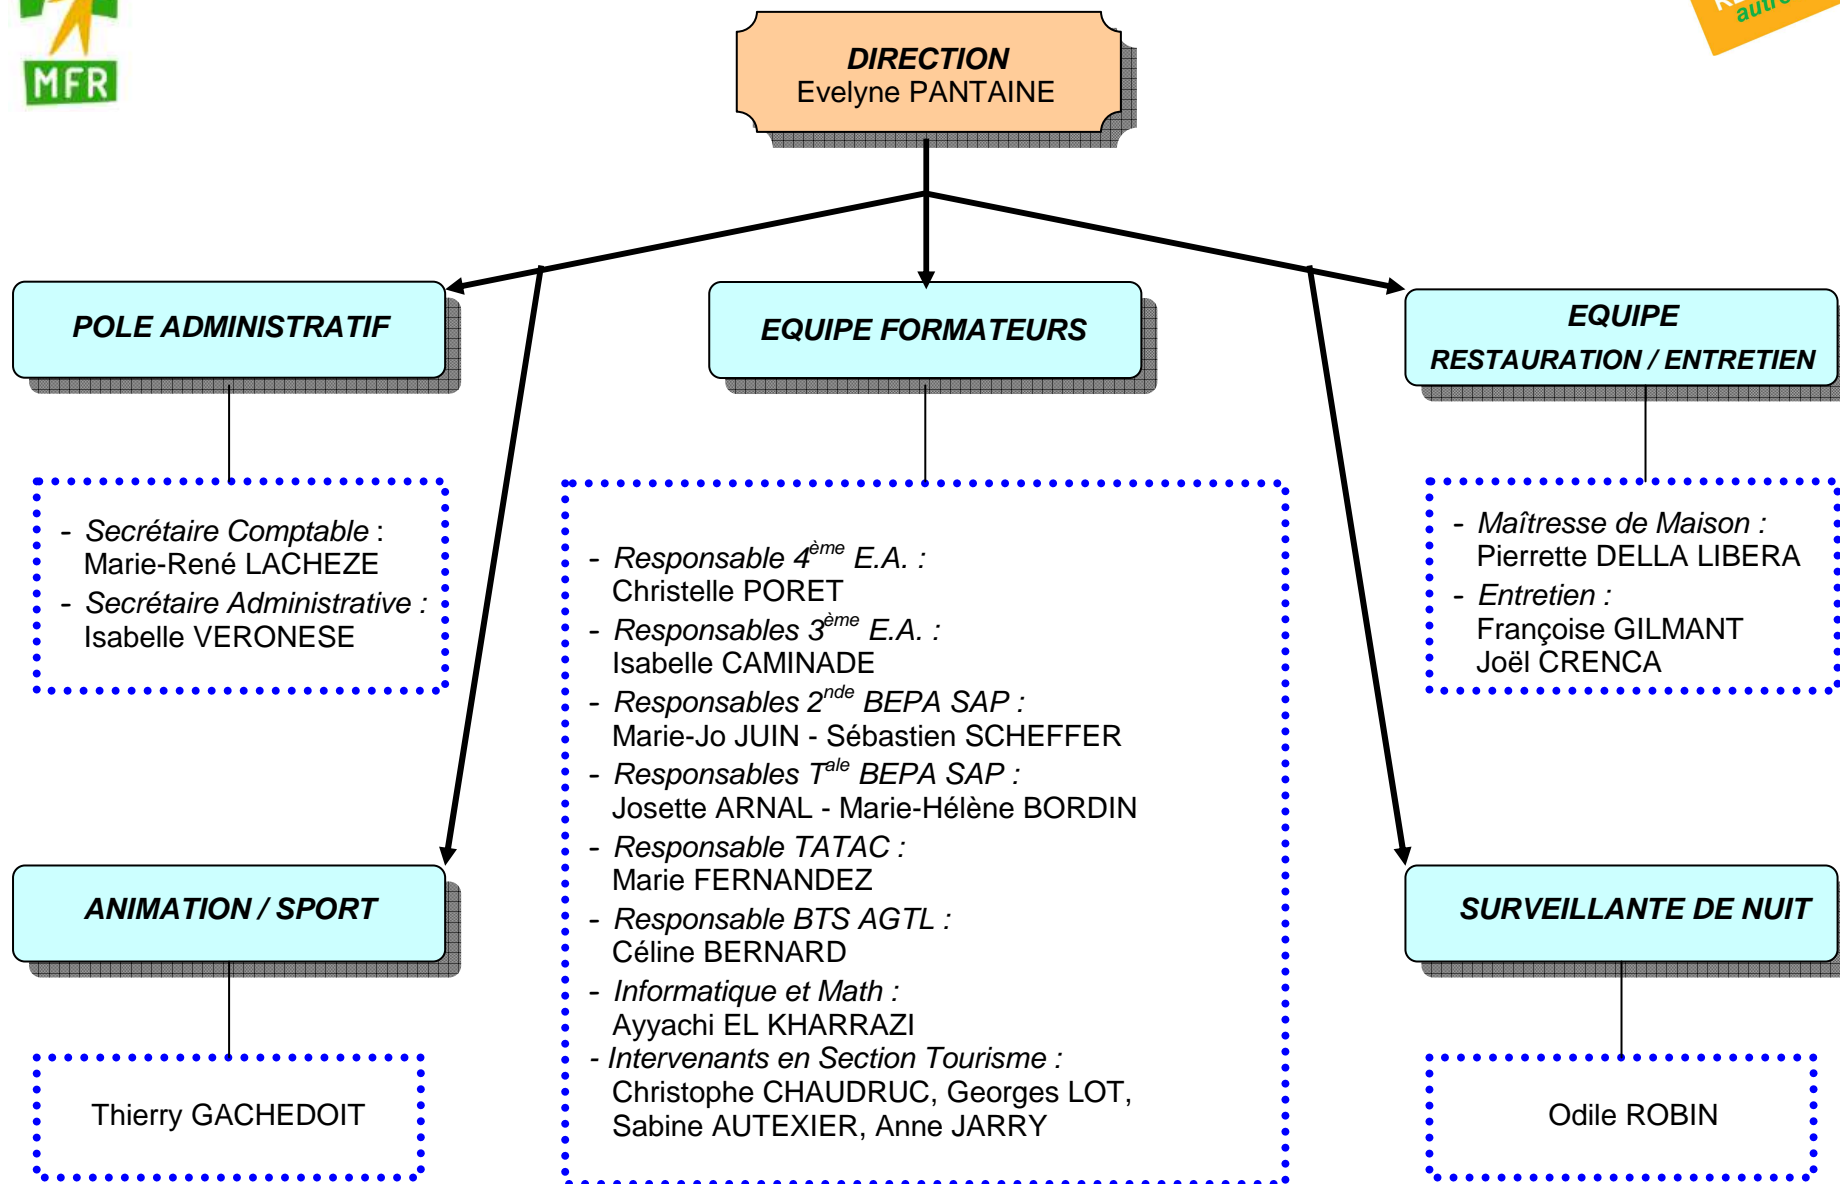 MFR
DIRECTION
Evelyne PANTAINE
POLE ADMINISTRATIF
- Secrétaire Comptable :
Marie-René LACHEZE
- Secrétaire Administrative :
Isabelle VERONESE
EQUIPE FORMATEURS
- Responsable 4ème E.A. :
Christelle PORET
- Responsables 3ème E.A. :
Isabelle CAMINADE
- Responsables 2nde BEPA SAP :
Marie-Jo JUIN - Sébastien SCHEFFER
- Responsables Tale BEPA SAP :
Josette ARNAL - Marie-Hélène BORDIN
- Responsable TATAC :
Marie FERNANDEZ
- Responsable BTS AGTL :
Céline BERNARD
- Informatique et Math :
Ayyachi EL KHARRAZI
- Intervenants en Section Tourisme :
Christophe CHAUDRUC, Georges LOT,
Sabine AUTEXIER, Anne JARRY
EQUIPE
RESTAURATION / ENTRETIEN
- Maîtresse de Maison :
Pierrette DELLA LIBERA
- Entretien :
Françoise GILMANT
Joël CRENCA
ANIMATION / SPORT
Thierry GACHEDOIT
SURVEILLANTE DE NUIT
Odile ROBIN